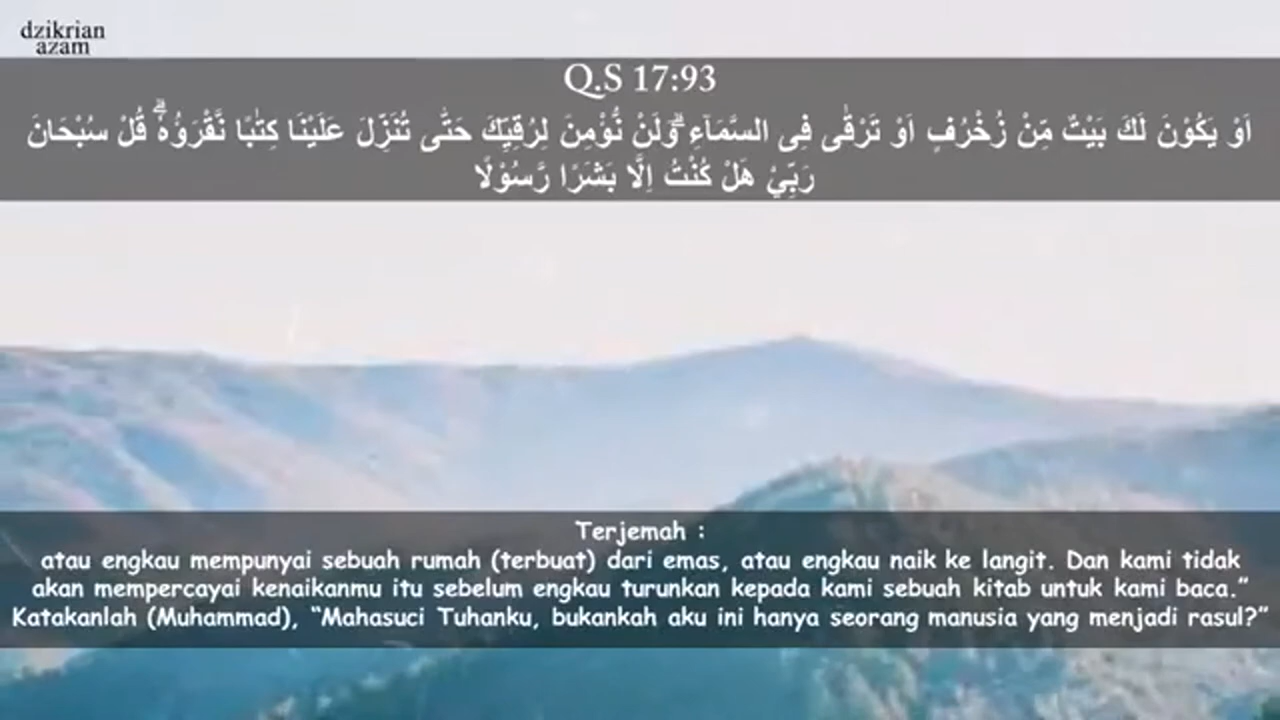 dzikrian
azam
Q.S 17:93
اَوْ يَكُوْنَ لَكَ بَيْتٌ مِّنْ زُخْرُفٍ اَوْ تَرْقٰى فِى السَّمَاۤءِ ۗوَلَنْ نُّؤْمِنَ لِرُقِيِّكَ حَتّٰى تُنَزِّلَ عَلَيْنَا كِتٰبًا نَّقْرَؤُهٗۗ قُلْ سُبْحَانَ
رَبِّيْ هَلْ كُنْتُ اِلَّا بَشَرًا رَّسُوْلًا
Terjemah :
atau engkau mempunyai sebuah rumah (terbuat) dari emas, atau engkau naik ke langit. Dan kami tidak
akan mempercayai kenaikanmu itu sebelum engkau turunkan kepada kami sebuah kitab untuk kami baca.”
Katakanlah (Muhammad), “Mahasuci Tuhanku, bukankah aku ini hanya seorang manusia yang menjadi rasul?”